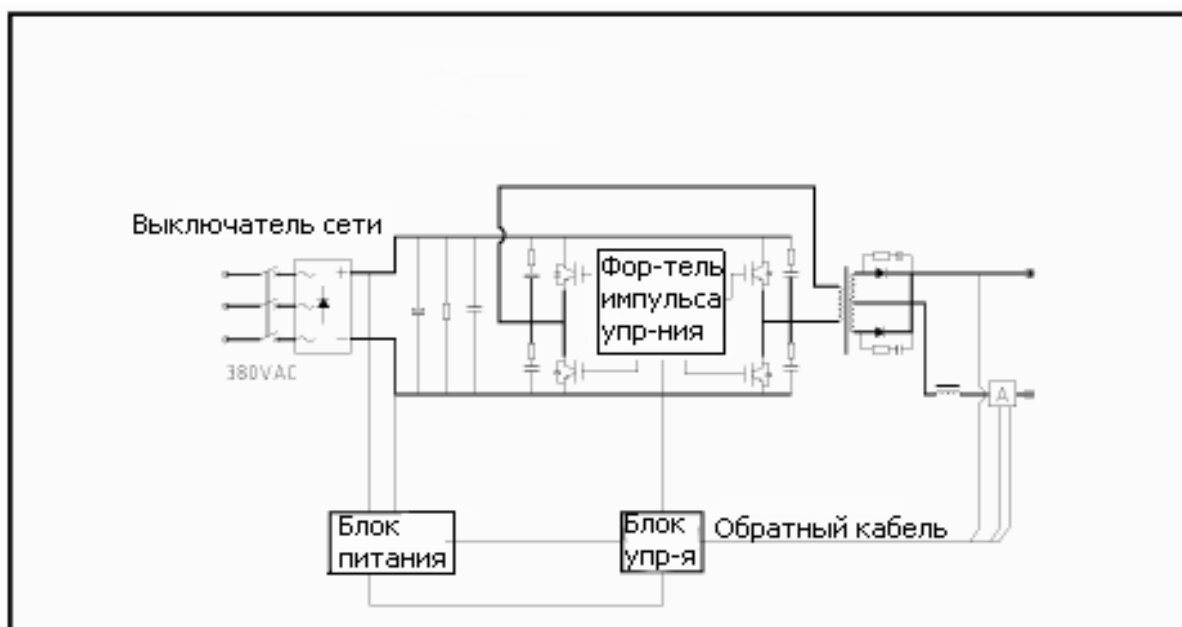 Выключатель сети
380VAC
+
−
Фор-тель
импульса
упр-ния
A
Блок
питания
Блок
упр-я
Обратный кабель